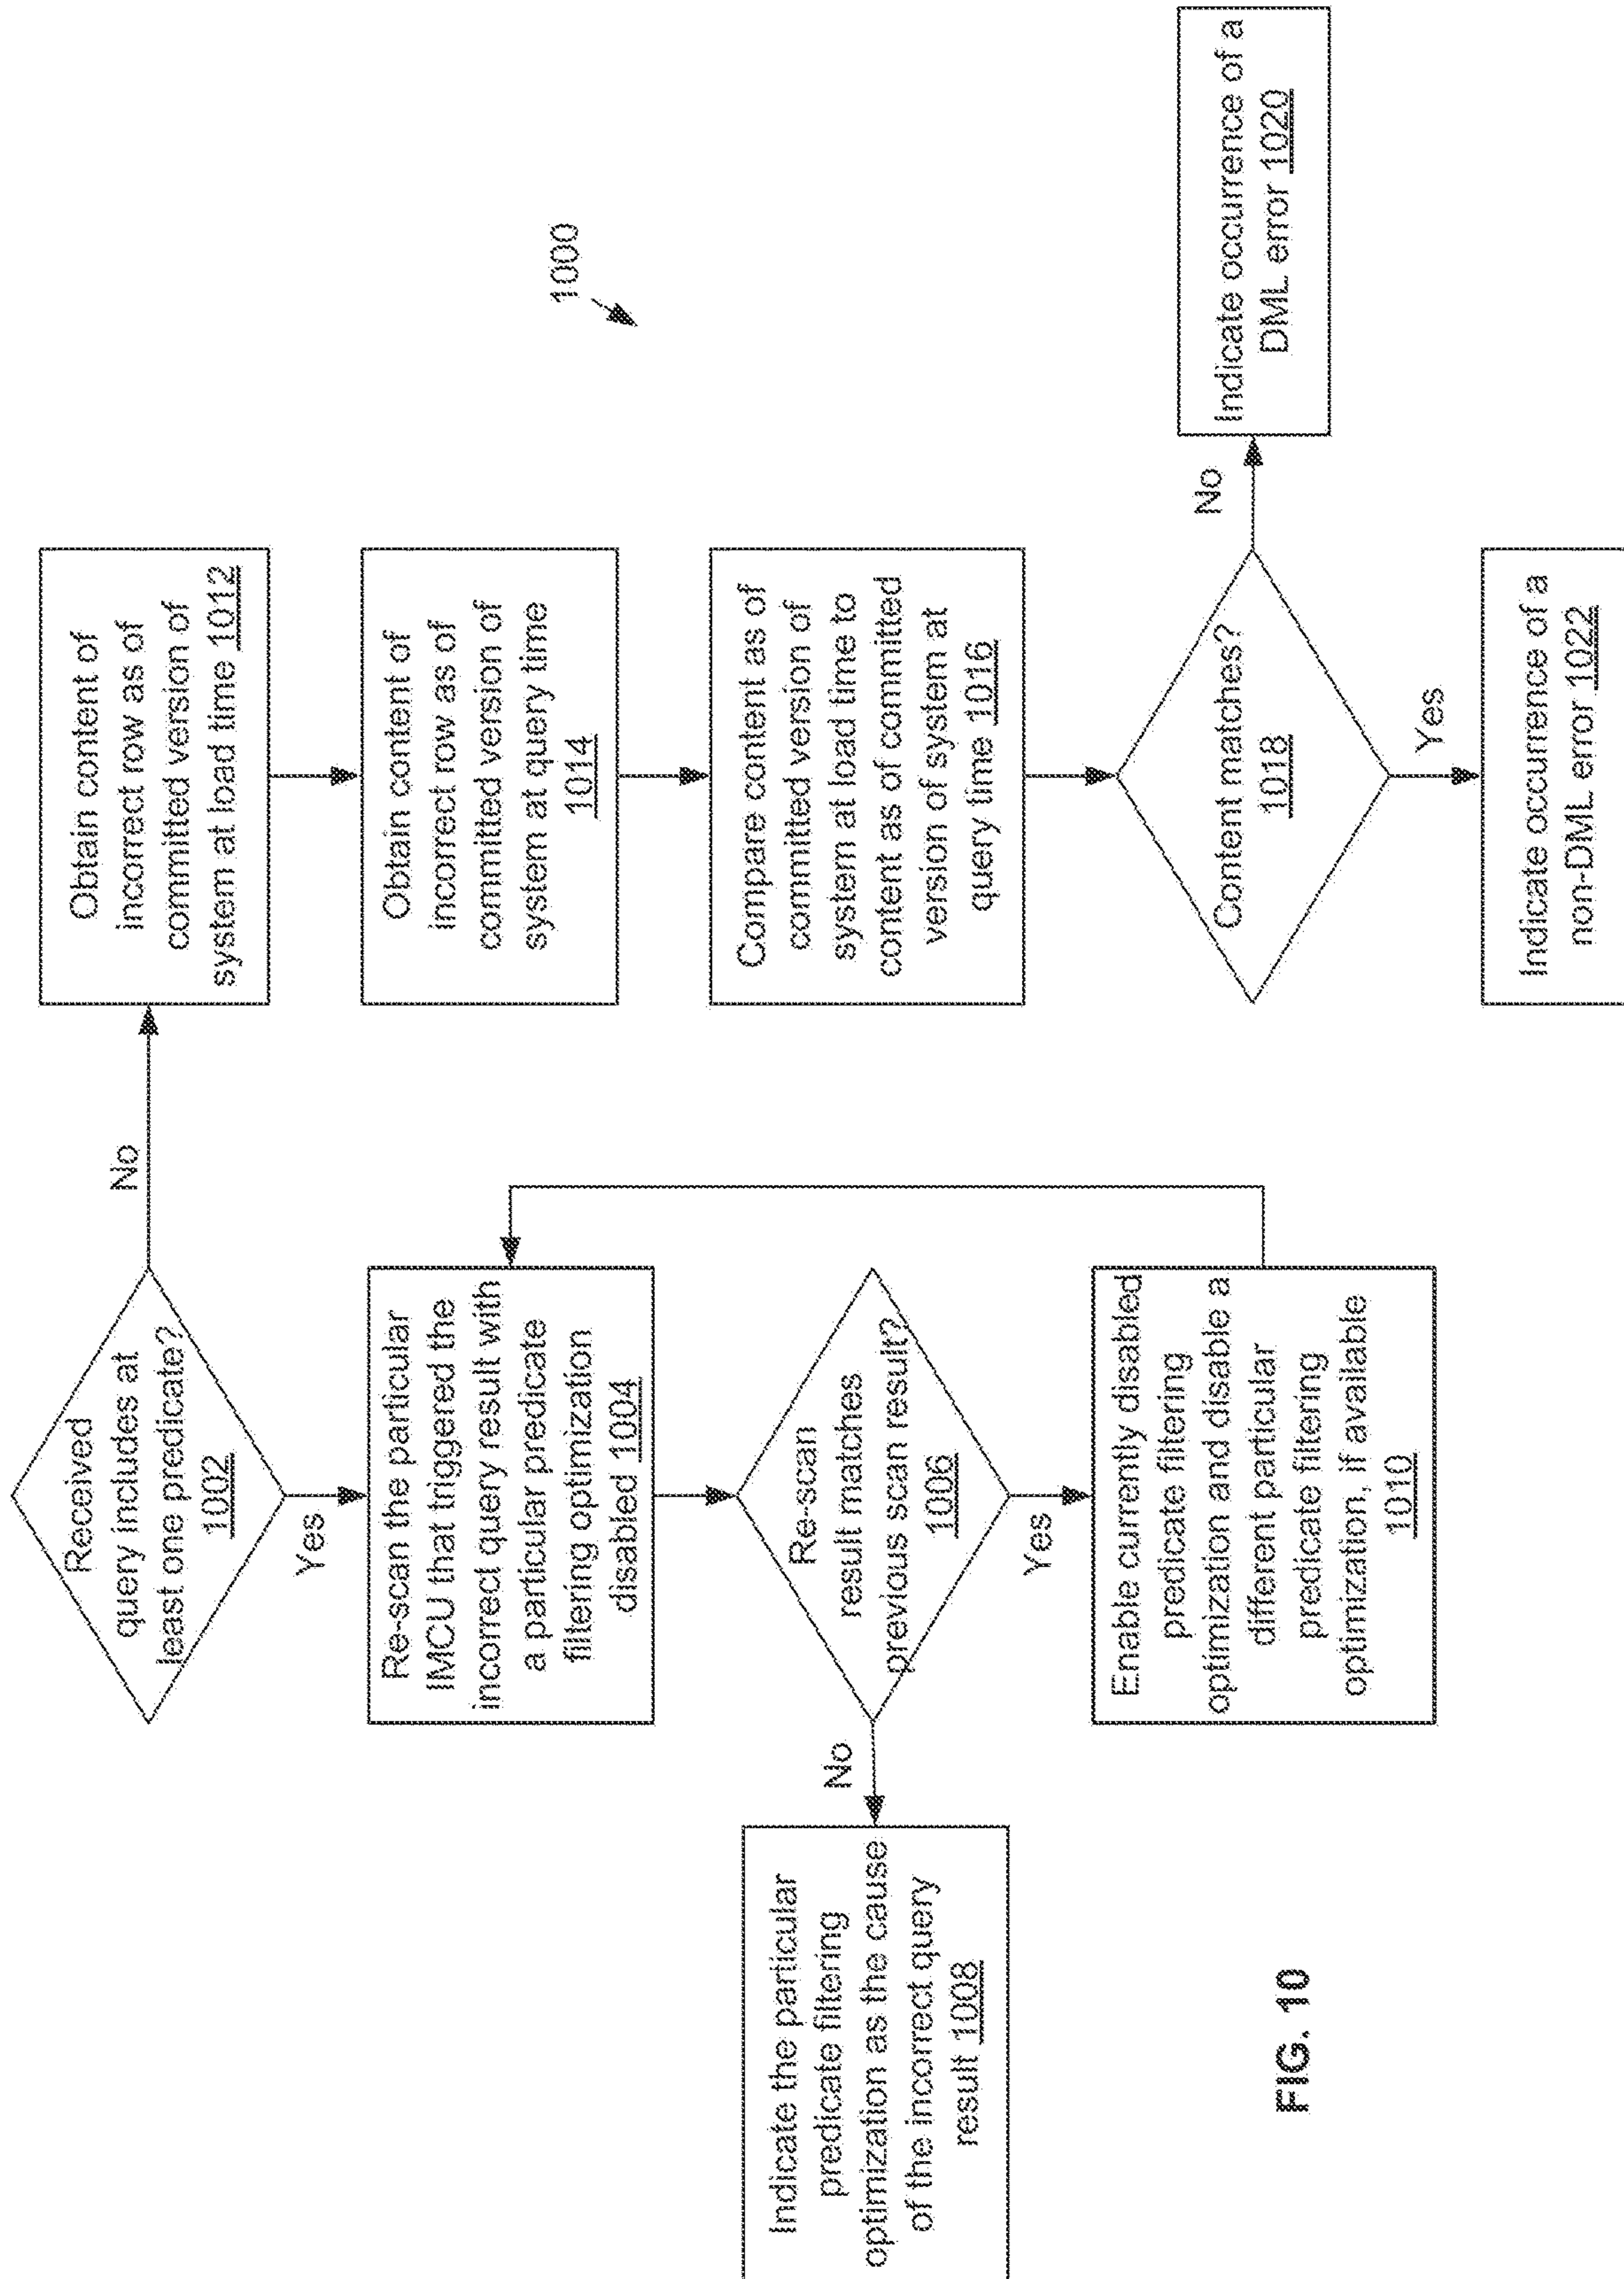 1000
Received
query includes at
least one predicate?
1002
No
Yes
Re-scan the particular
IMCU that triggered the
incorrect query result with
a particular predicate
filtering optimization
disabled 1004
Re-scan
result matches
previous scan result?
1006
No
Indicate the particular
predicate filtering
optimization as the cause
of the incorrect query
result 1008
Yes
Enable currently disabled
predicate filtering
optimization and disable a
different particular
predicate filtering
optimization, if available
1010
Obtain content of
incorrect row as of
committed version of
system at load time 1012
Obtain content of
incorrect row as of
committed version of
system at query time
1014
Compare content as of
committed version of
system at load time to
content as of committed
version of system at
query time 1016
Content matches?
1018
No
Indicate occurrence of a
DML error 1020
Yes
Indicate occurrence of a
non-DML error 1022
FIG. 10